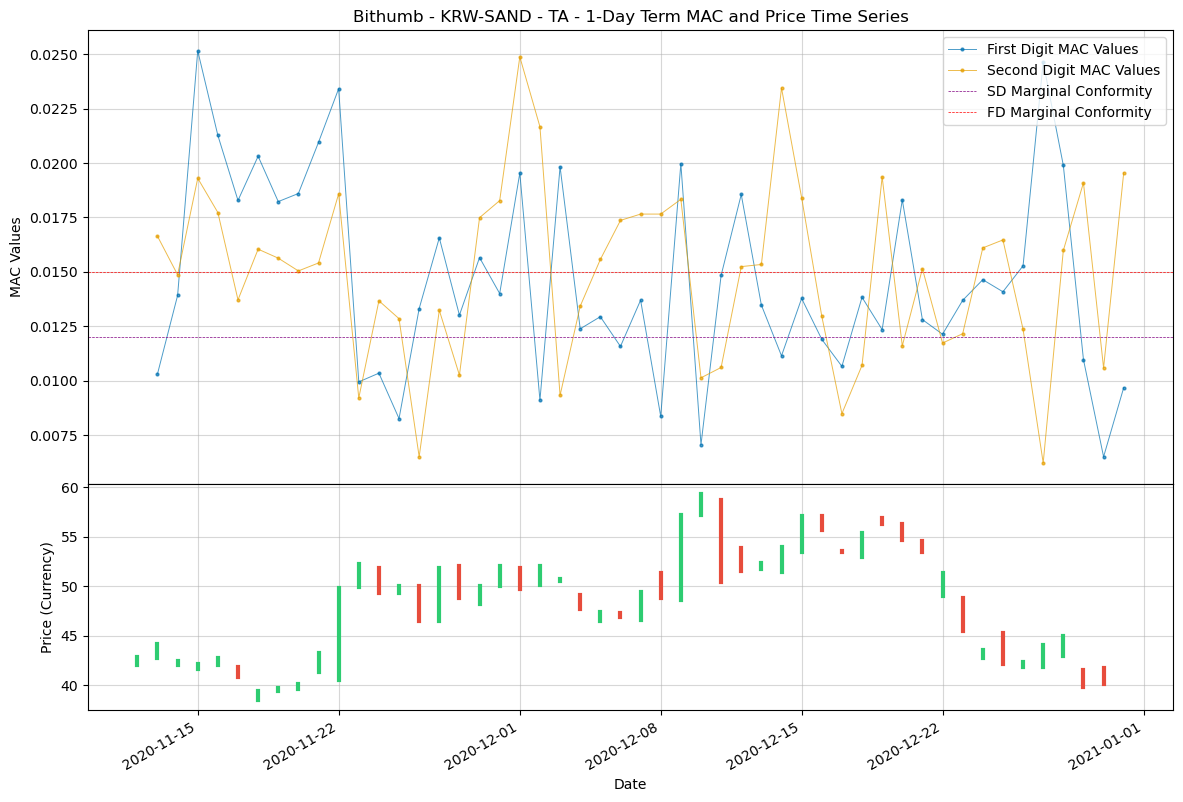 Bithumb - KRW-SAND - TA - 1-Day Term MAC and Price Time Series
First Digit MAC Values
Second Digit MAC Values
SD Marginal Conformity
FD Marginal Conformity
MAC Values
0.0250
0.0225
0.0200
0.0175
0.0150
0.0125
0.0100
0.0075
Price (Currency)
60
55
50
45
40
2020-11-15
2020-11-22
2020-12-01
2020-12-08
2020-12-15
2020-12-22
2021-01-01
Date